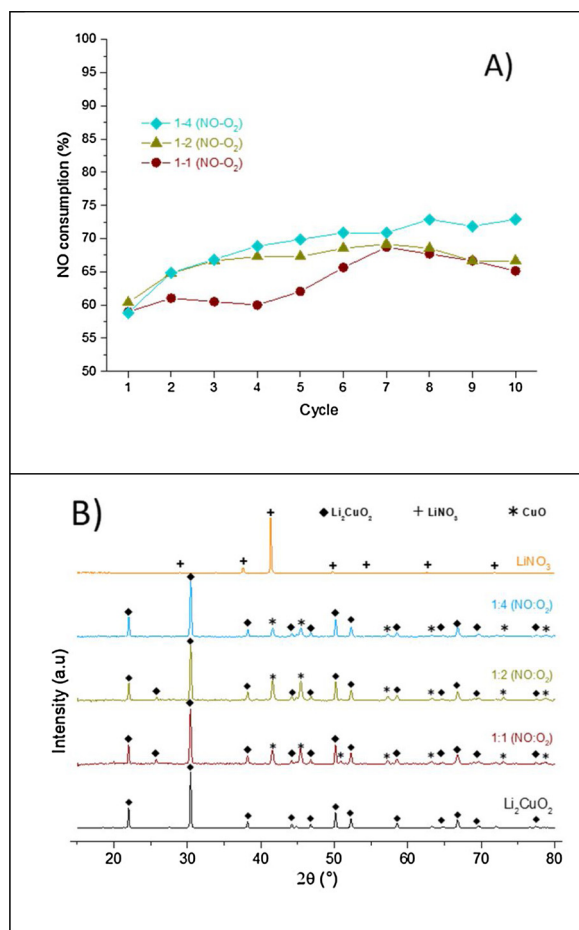 A)
100
95
90
85
80
75
70
65
60
55
50
NO consumption (%)
1-4 (NO-O₂)
1-2 (NO-O₂)
1-1 (NO-O₂)
1 2 3 4 5 6 7 8 9 10
Cycle
B)
◆ Li₂CuO₂ + LiNO₃ * CuO
LiNO₃
1:4 (NO:O₂)
1:2 (NO:O₂)
1:1 (NO:O₂)
Li₂CuO₂
Intensity (a.u)
20 30 40 50 60 70 80
2θ (°)